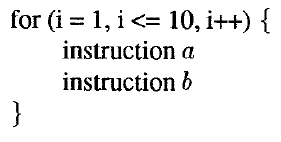 for (i = 1, i <= 10, i++) {
instruction a
instruction b
}